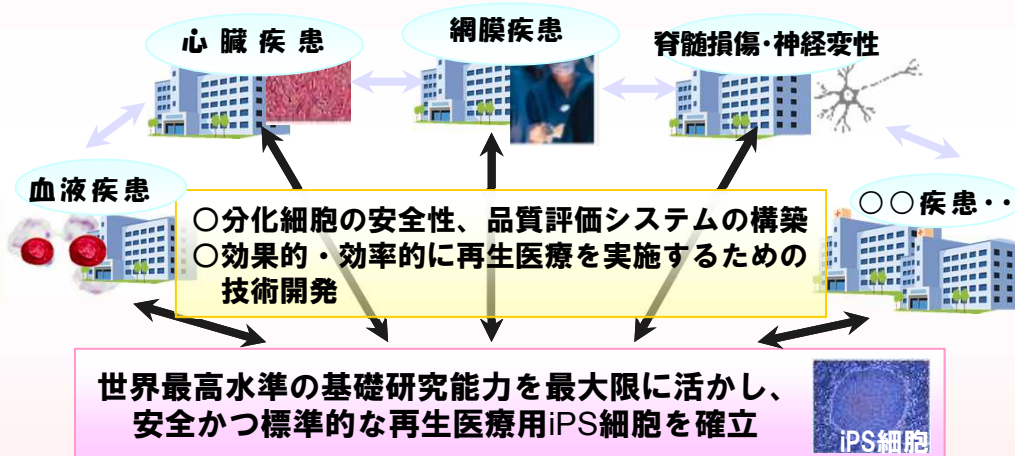 心臓疾患
網膜疾患
脊髄損傷・神経変性
血液疾患
○○疾患・・
○分化細胞の安全性、品質評価システムの構築
○効果的・効率的に再生医療を実施するための
技術開発
世界最高水準の基礎研究能力を最大限に活かし、
安全かつ標準的な再生医療用iPS細胞を確立
iPS細胞